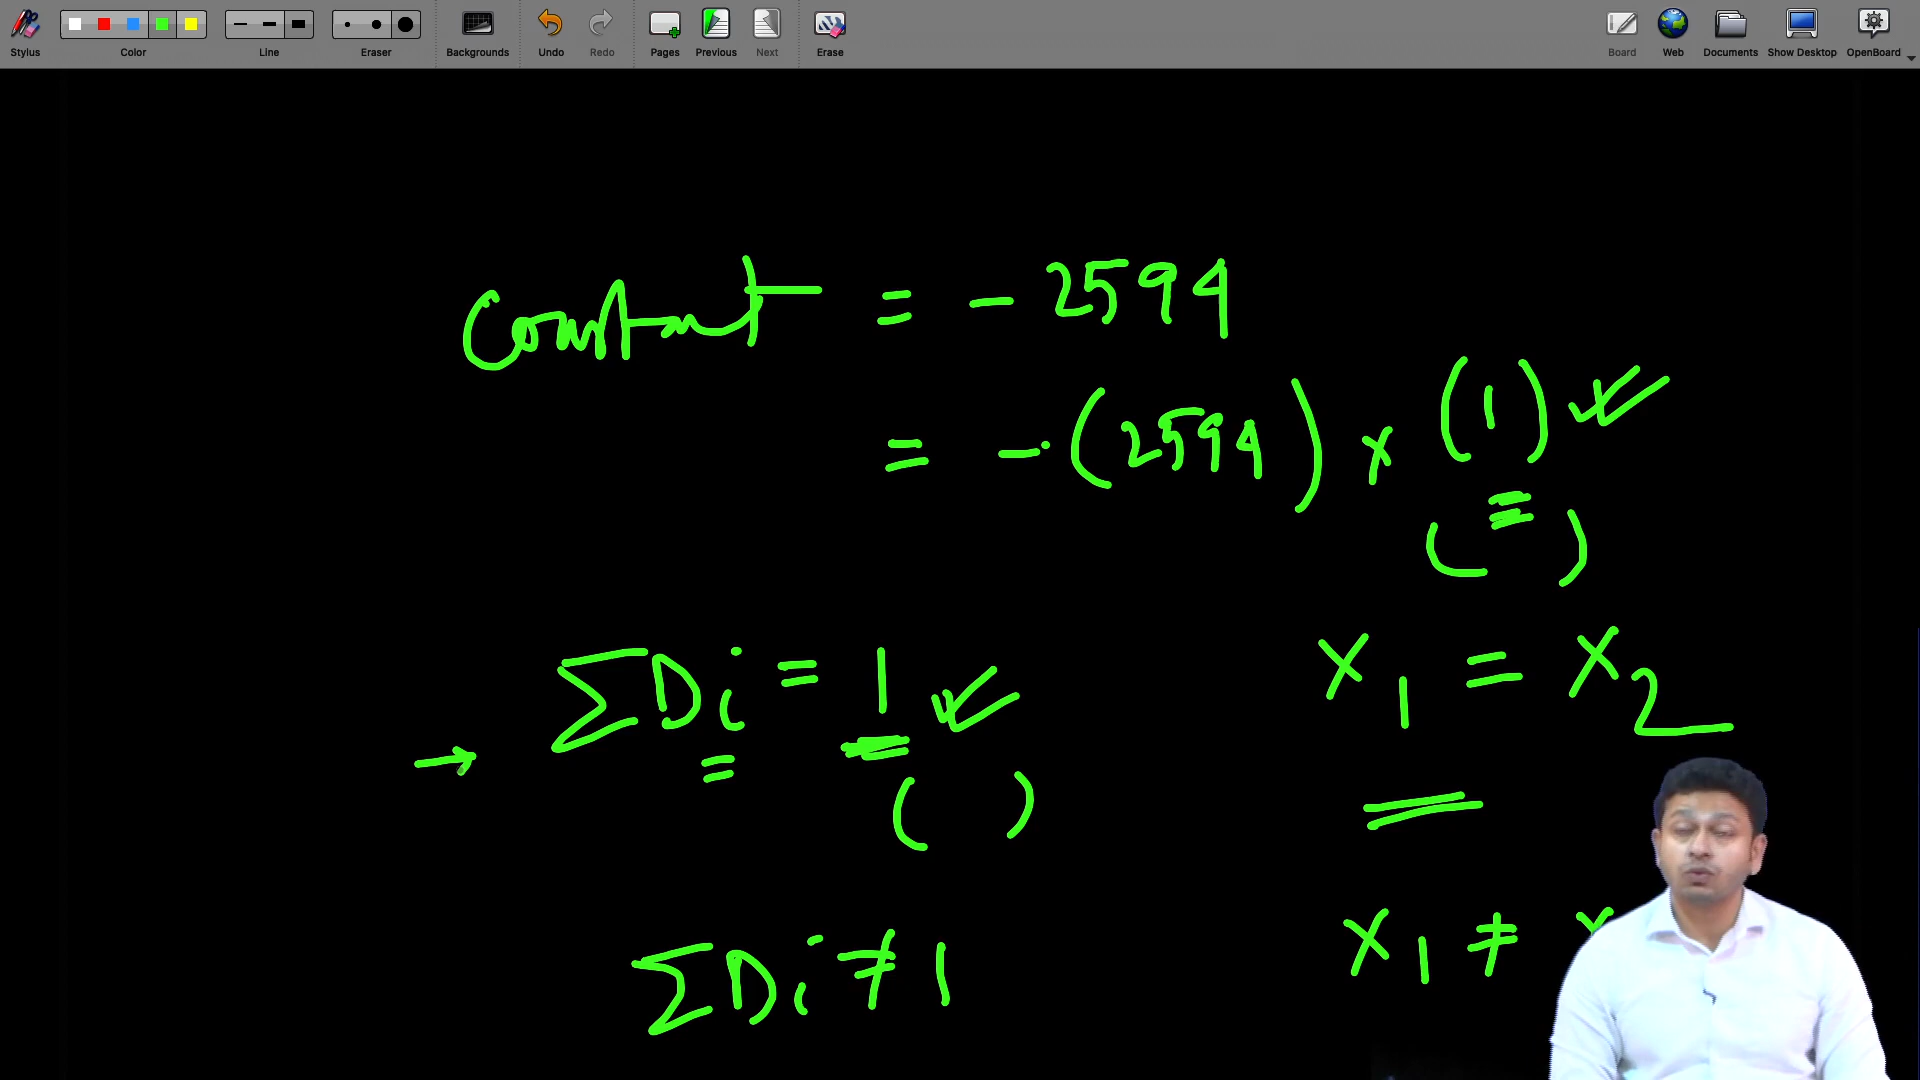 Stylus Color Line Eraser Backgrounds Undo Redo Pages Previous Next Erase Board Web Documents Show Desktop OpenBoard
Constant = - 2594
= - (2594) x (1)
( )
ΣDi = 1
( )
x1 = x2
ΣDi ≠ 1
x1 ≠